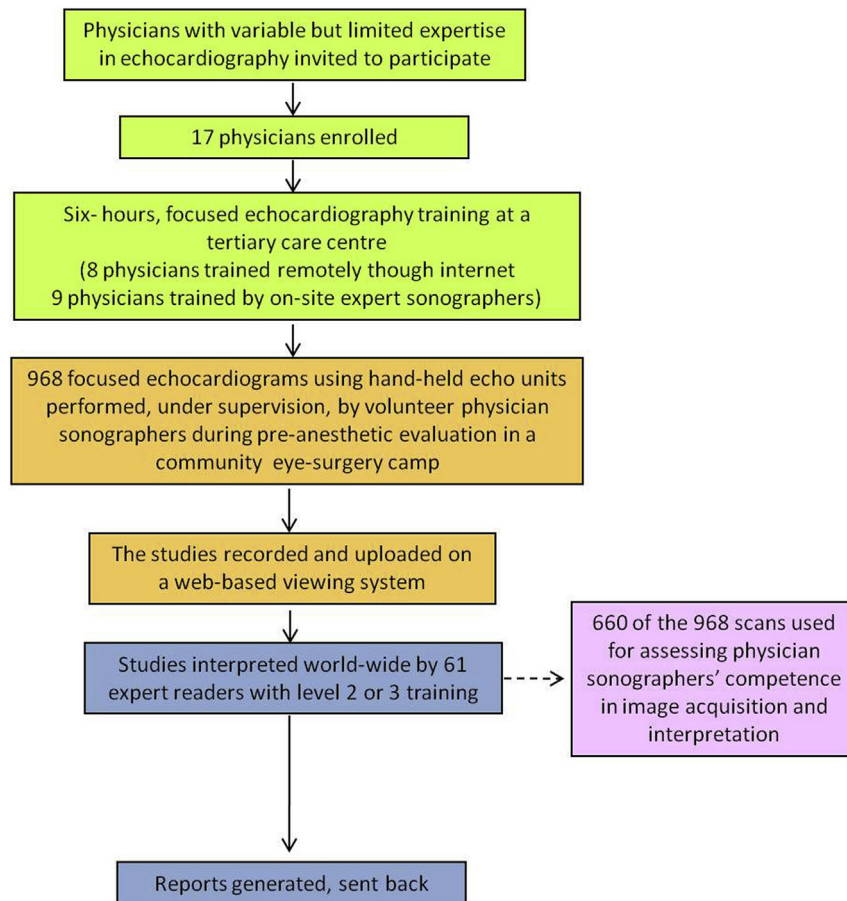 Physicians with variable but limited expertise
in echocardiography invited to participate
17 physicians enrolled
Six- hours, focused echocardiography training at a
tertiary care centre
(8 physicians trained remotely though internet
9 physicians trained by on-site expert sonographers)
968 focused echocardiograms using hand-held echo units
performed, under supervision, by volunteer physician
sonographers during pre-anesthetic evaluation in a
community eye-surgery camp
The studies recorded and uploaded on
a web-based viewing system
Studies interpreted world-wide by 61
expert readers with level 2 or 3 training
660 of the 968 scans used
for assessing physician
sonographers’ competence
in image acquisition and
interpretation
Reports generated, sent back